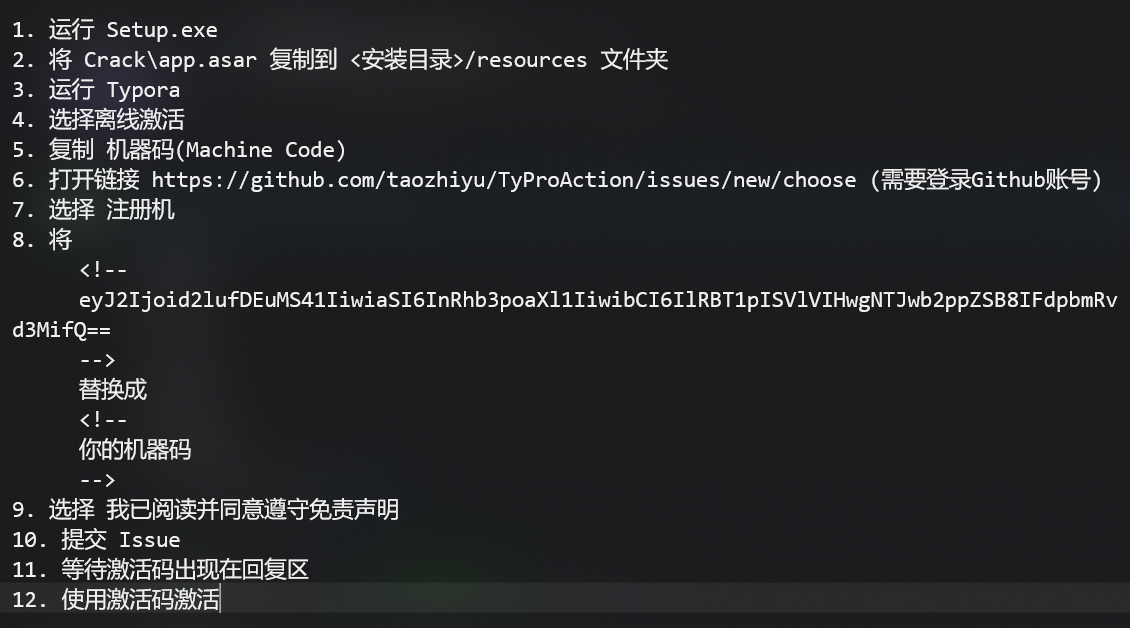 1. 运行 Setup.exe
2. 将 Crack\app.asar 复制到 <安装目录>/resources 文件夹
3. 运行 Typora
4. 选择离线激活
5. 复制 机器码(Machine Code)
6. 打开链接 https://github.com/taozhiyu/TyProAction/issues/new/choose (需要登录Github账号)
7. 选择 注册机
8. 将
<!--
eyJ2Ijoid2lufDEuMS41IiwiaSI6InRhb3poaXl1IiwibCI6IlRBT1pISVlVIHwgNTJwb2ppZSB8IFdpbmRv
d3MifQ==
-->
替换成
<!--
你的机器码
-->
9. 选择 我已阅读并同意遵守免责声明
10. 提交 Issue
11. 等待激活码出现在回复区
12. 使用激活码激活